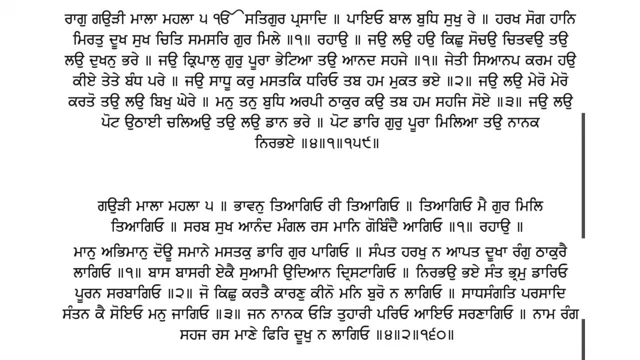 ਰਾਗੁ ਗਉੜੀ ਮਾਲਾ ਮਹਲਾ ੫ ੴ ਸਤਿਗੁਰ ਪ੍ਰਸਾਦਿ ॥ ਪਾਇਓ ਬਾਲ ਬੁਧਿ ਸੁਖੁ ਰੇ ॥ ਹਰਖ ਸੋਗ ਹਾਨਿ
ਮਿਰਤੁ ਦੂਖ ਸੁਖ ਚਿਤਿ ਸਮਸਰਿ ਗੁਰ ਮਿਲੇ ॥੧॥ ਰਹਾਉ ॥ ਜਉ ਲਉ ਹਉ ਕਿਛੁ ਸੋਚਉ ਚਿਤਵਉ ਤਉ
ਲਉ ਦੁਖਨੁ ਭਰੇ ॥ ਜਉ ਕ੍ਰਿਪਾਲੁ ਗੁਰੁ ਪੂਰਾ ਭੇਟਿਆ ਤਉ ਆਨਦ ਸਹਜੇ ॥੧॥ ਜੇਤੀ ਸਿਆਨਪ ਕਰਮ ਹਉ
ਕੀਏ ਤੇਤੇ ਬੰਧ ਪਰੇ ॥ ਜਉ ਸਾਧੂ ਕਰੁ ਮਸਤਕਿ ਧਰਿਓ ਤਬ ਹਮ ਮੁਕਤ ਭਏ ॥੨॥ ਜਉ ਲਉ ਮੇਰੋ ਮੇਰੋ
ਕਰਤੋ ਤਉ ਲਉ ਬਿਖੁ ਘੇਰੇ ॥ ਮਨੁ ਤਨੁ ਬੁਧਿ ਅਰਪੀ ਠਾਕੁਰ ਕਉ ਤਬ ਹਮ ਸਹਜਿ ਸੋਏ ॥੩॥ ਜਉ ਲਉ
ਪੋਟ ਉਠਾਈ ਚਲਿਅਉ ਤਉ ਲਉ ਡਾਨ ਭਰੇ ॥ ਪੋਟ ਡਾਰਿ ਗੁਰੁ ਪੂਰਾ ਮਿਲਿਆ ਤਉ ਨਾਨਕ
ਨਿਰਭਏ ॥੪॥੧॥੧੫੯॥
ਗਉੜੀ ਮਾਲਾ ਮਹਲਾ ੫ ॥ ਭਾਵਨੁ ਤਿਆਗਿਓ ਰੀ ਤਿਆਗਿਓ ॥ ਤਿਆਗਿਓ ਮੈ ਗੁਰ ਮਿਲਿ
ਤਿਆਗਿਓ ॥ ਸਰਬ ਸੁਖ ਆਨੰਦ ਮੰਗਲ ਰਸ ਮਾਨਿ ਗੋਬਿੰਦੈ ਆਗਿਓ ॥੧॥ ਰਹਾਉ ॥
ਮਾਨੁ ਅਭਿਮਾਨੁ ਦੋਊ ਸਮਾਨੇ ਮਸਤਕੁ ਡਾਰਿ ਗੁਰ ਪਾਗਿਓ ॥ ਸੰਪਤ ਹਰਖੁ ਨ ਆਪਤ ਦੂਖਾ ਰੰਗੁ ਠਾਕੁਰੈ
ਲਾਗਿਓ ॥੧॥ ਬਾਸ ਬਾਸਰੀ ਏਕੈ ਸੁਆਮੀ ਉਦਿਆਨ ਦ੍ਰਿਸਟਾਗਿਓ ॥ ਨਿਰਭਉ ਭਏ ਸੰਤ ਭ੍ਰਮੁ ਡਾਰਿਓ
ਪੂਰਨ ਸਰਬਾਗਿਓ ॥੨॥ ਜੋ ਕਿਛੁ ਕਰਤੈ ਕਾਰਣੁ ਕੀਨੋ ਮਨਿ ਬੁਰੋ ਨ ਲਾਗਿਓ ॥ ਸਾਧਸੰਗਤਿ ਪਰਸਾਦਿ
ਸੰਤਨ ਕੈ ਸੋਇਓ ਮਨੁ ਜਾਗਿਓ ॥੩॥ ਜਨ ਨਾਨਕ ਓੜਿ ਤੁਹਾਰੀ ਪਰਿਓ ਆਇਓ ਸਰਣਾਗਿਓ ॥ ਨਾਮ ਰੰਗ
ਸਹਜ ਰਸ ਮਾਣੇ ਫਿਰਿ ਦੂਖੁ ਨ ਲਾਗਿਓ ॥੪॥੨॥੧੬੦॥